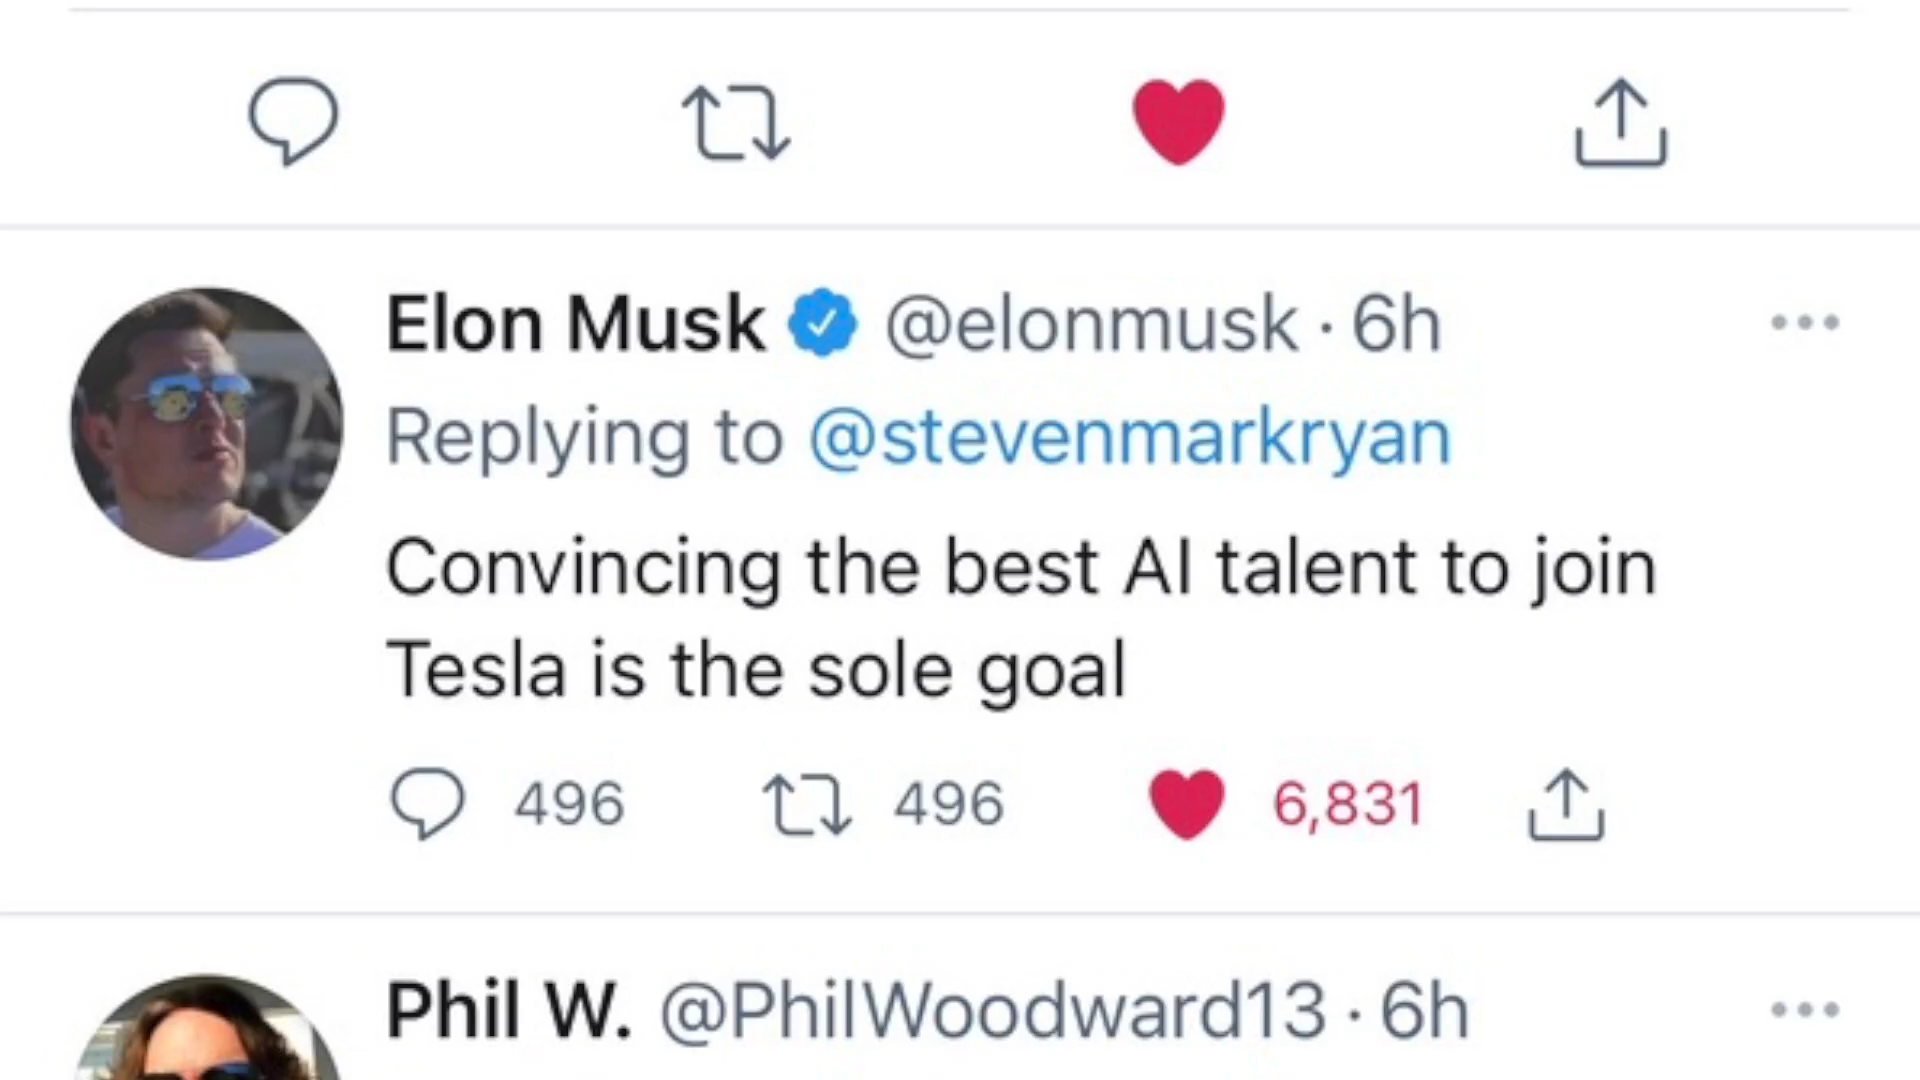 Elon Musk @elonmusk · 6h
Replying to @stevenmarkryan
Convincing the best AI talent to join
Tesla is the sole goal
496 496 6,831
Phil W. @PhilWoodward13 · 6h